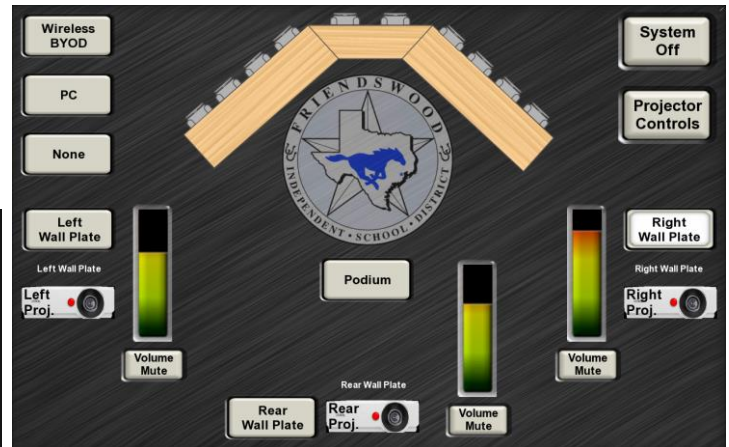 Wireless
BYOD
PC
None
Left
Wall Plate
Left Wall Plate
Left
Proj.
Volume
Mute
FRIENDSWOOD
INDEPENDENT • SCHOOL • DISTRICT
Podium
Rear
Wall Plate
Rear Wall Plate
Rear
Proj.
Volume
Mute
System
Off
Projector
Controls
Right
Wall Plate
Right Wall Plate
Right
Proj.
Volume
Mute